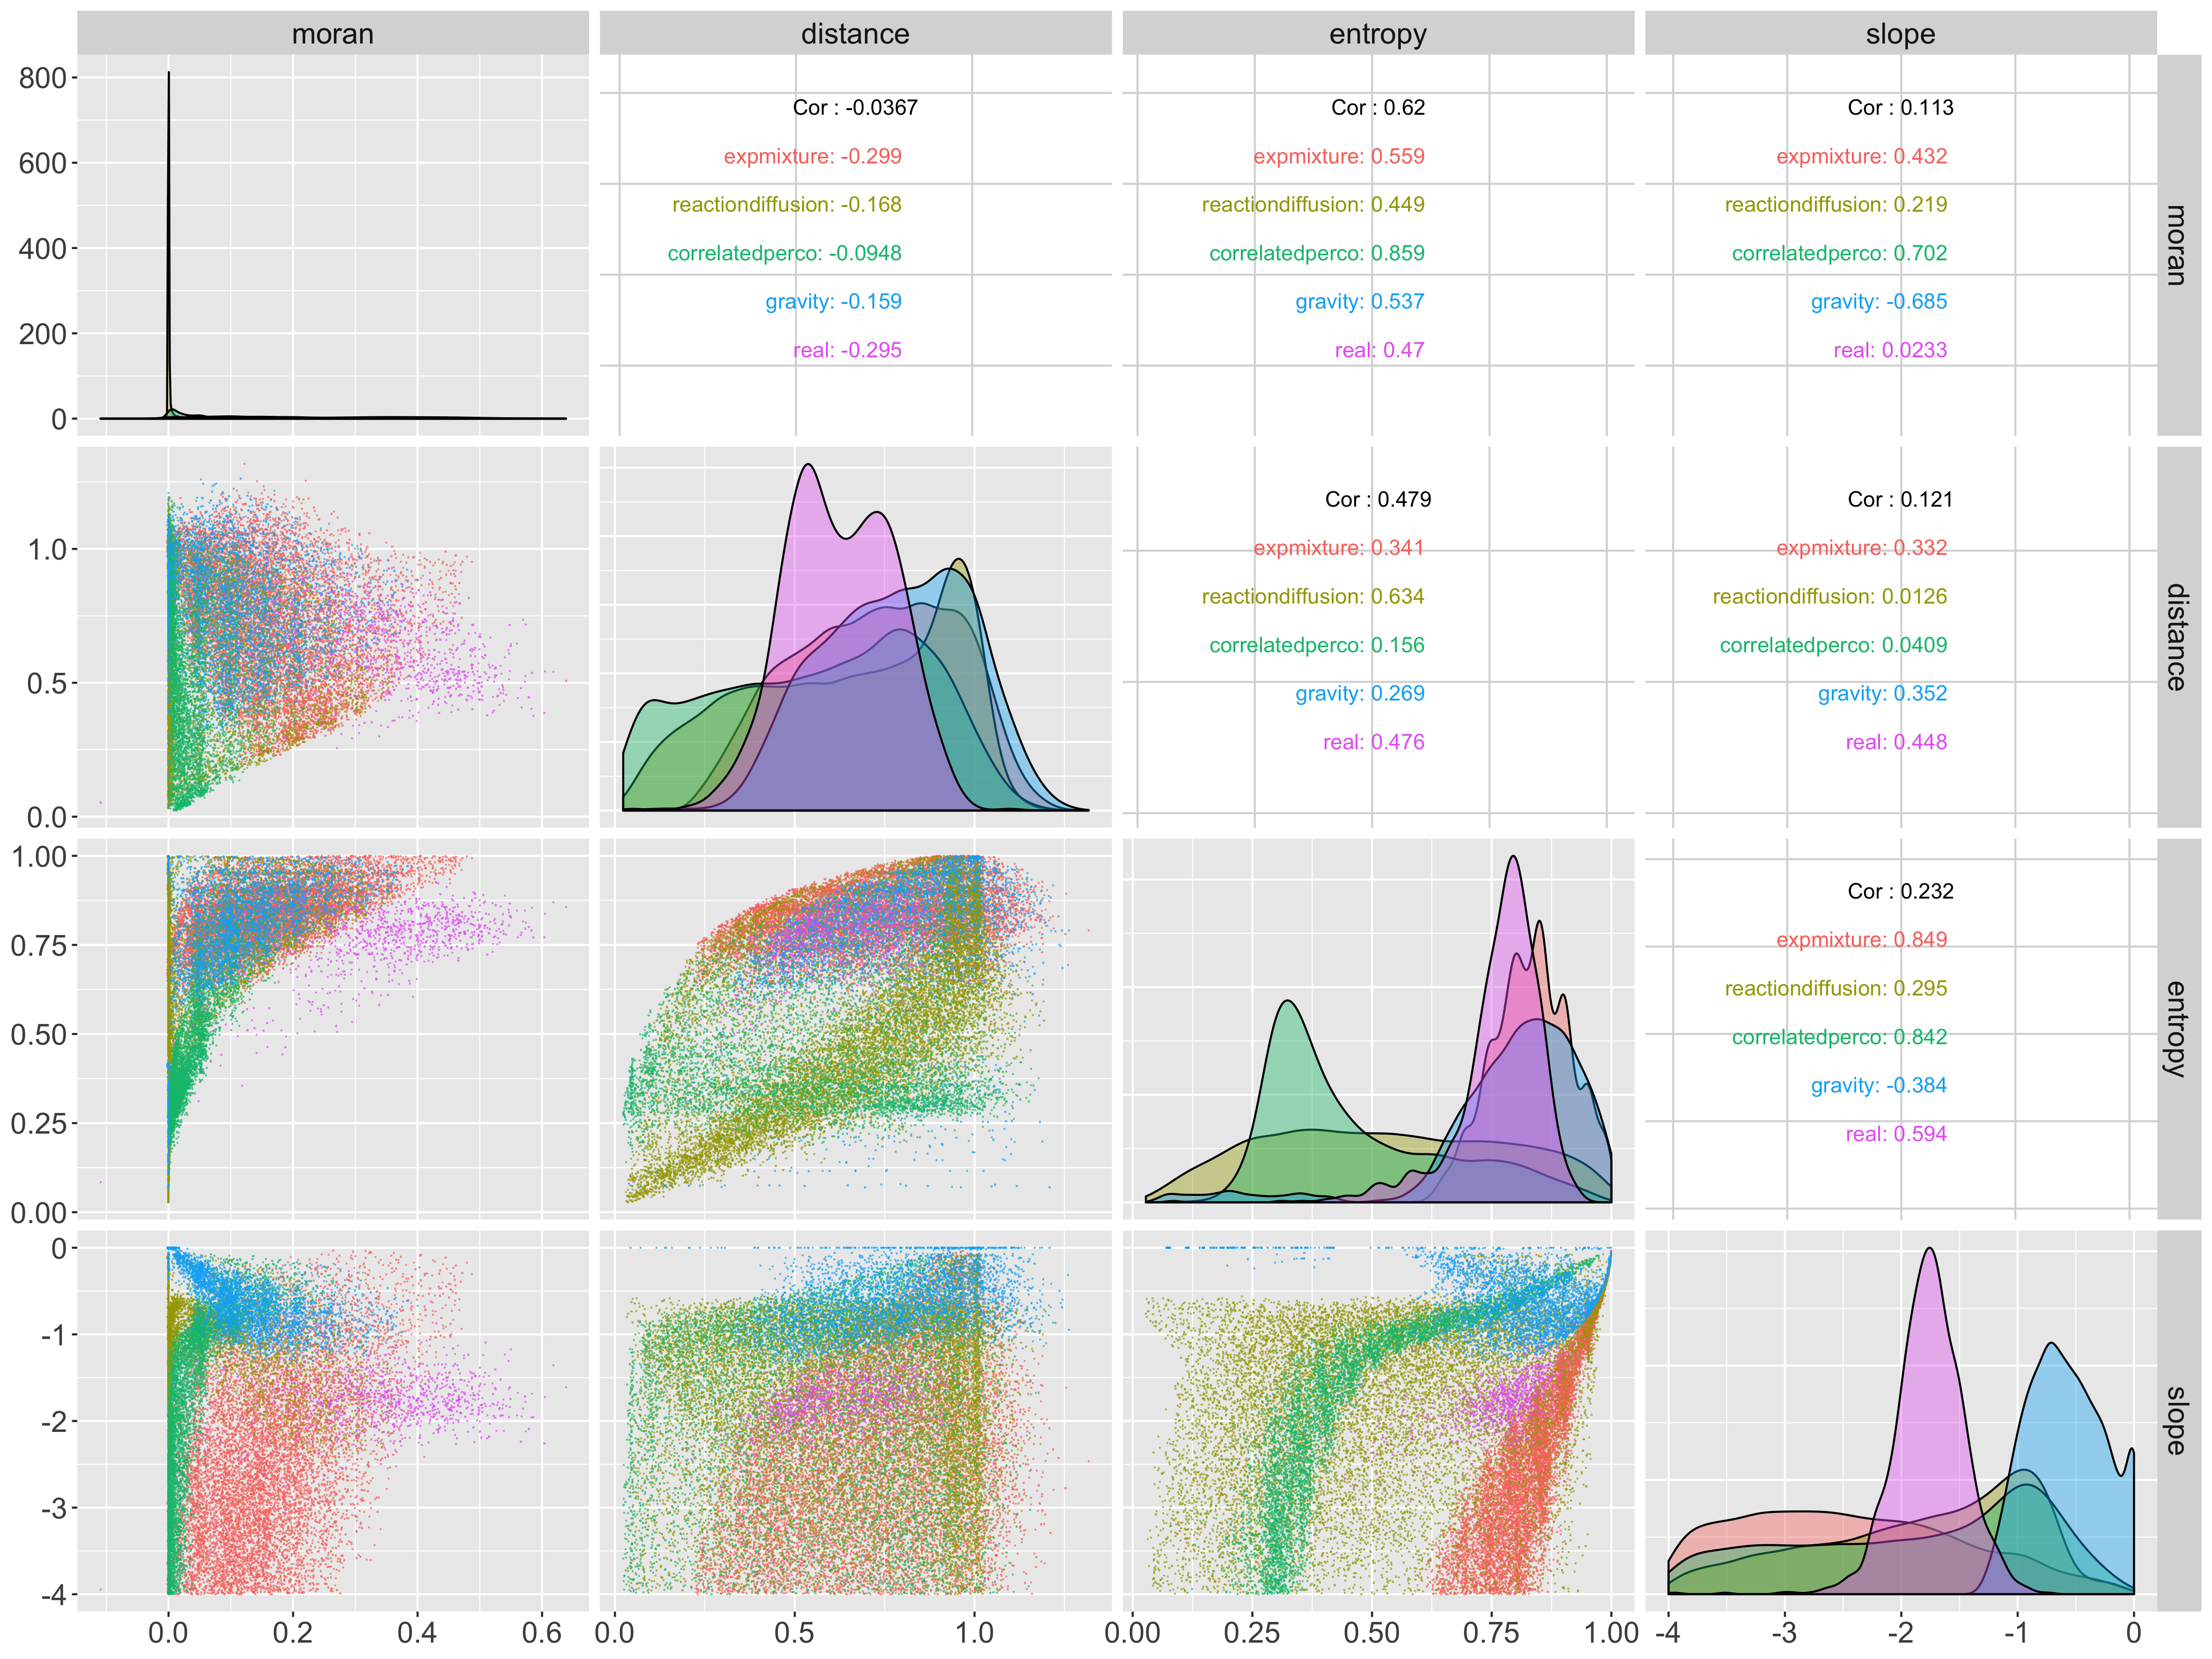 moran
distance
entropy
slope
800
600
400
200
0
Cor : -0.0367
expmixture: -0.299
reactiondiffusion: -0.168
correlatedperco: -0.0948
gravity: -0.159
real: -0.295
Cor : 0.62
expmixture: 0.559
reactiondiffusion: 0.449
correlatedperco: 0.859
gravity: 0.537
real: 0.47
Cor : 0.113
expmixture: 0.432
reactiondiffusion: 0.219
correlatedperco: 0.702
gravity: -0.685
real: 0.0233
moran
1.0
0.5
0.0
Cor : 0.479
expmixture: 0.341
reactiondiffusion: 0.634
correlatedperco: 0.156
gravity: 0.269
real: 0.476
Cor : 0.121
expmixture: 0.332
reactiondiffusion: 0.0126
correlatedperco: 0.0409
gravity: 0.352
real: 0.448
distance
1.00
0.75
0.50
0.25
0.00
Cor : 0.232
expmixture: 0.849
reactiondiffusion: 0.295
correlatedperco: 0.842
gravity: -0.384
real: 0.594
entropy
0
-1
-2
-3
-4
slope
0.0 0.2 0.4 0.6
0.0 0.5 1.0
0.00 0.25 0.50 0.75 1.00
-4 -3 -2 -1 0